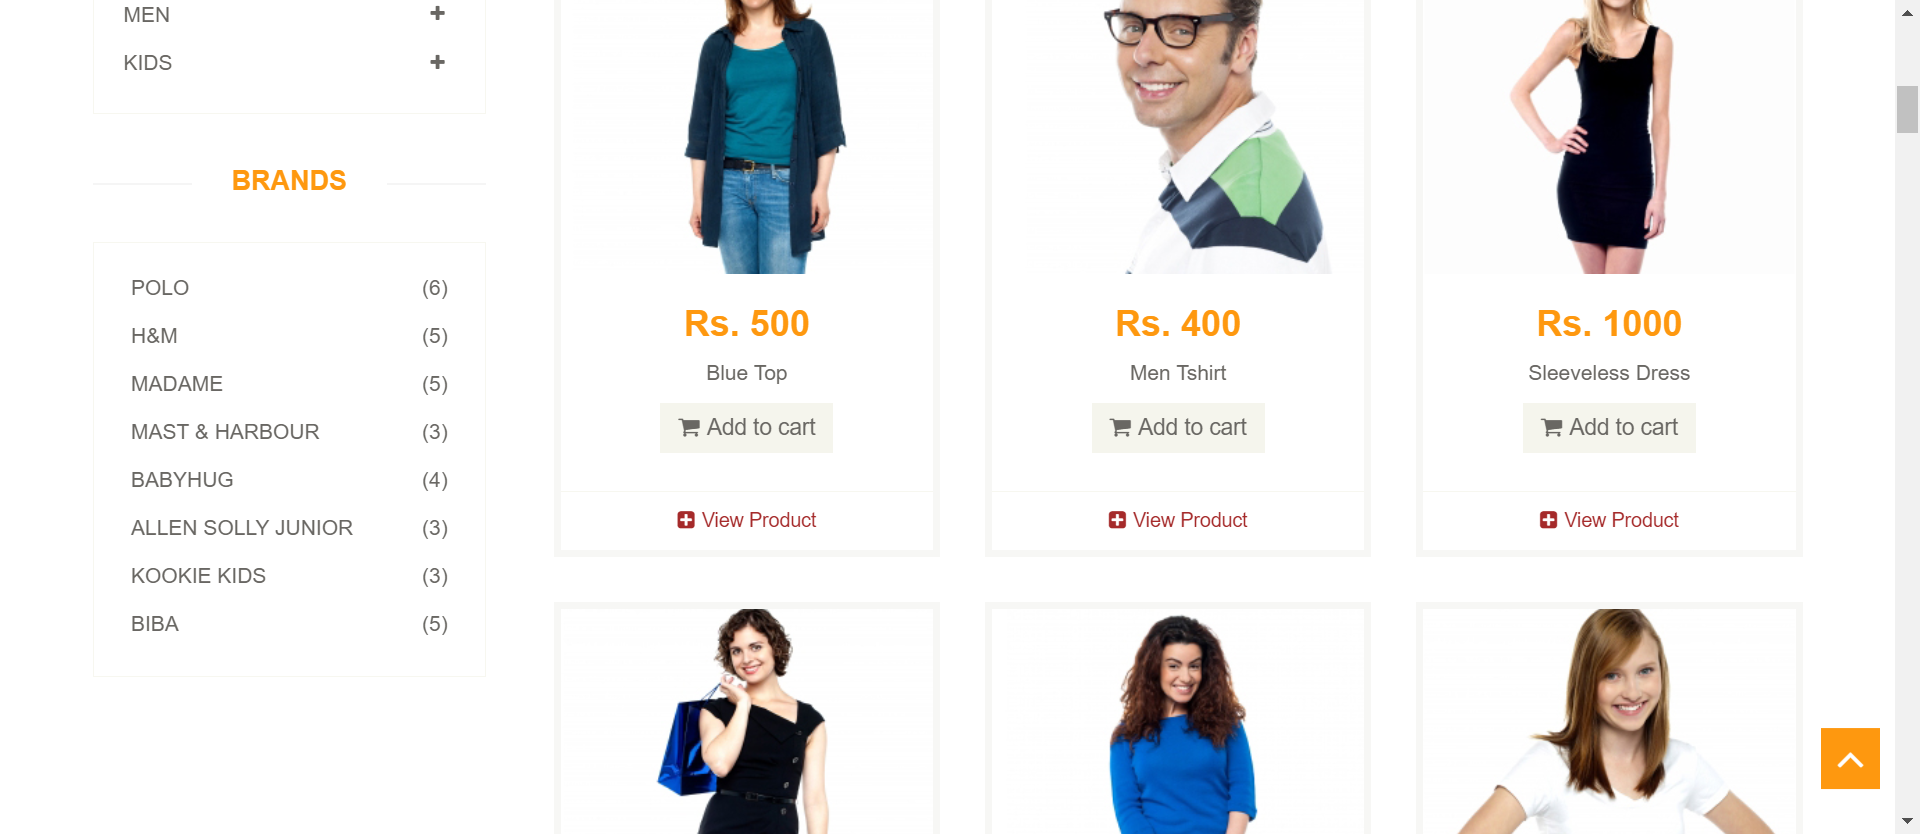 MEN
KIDS
BRANDS
POLO (6)
H&M (5)
MADAME (5)
MAST & HARBOUR (3)
BABYHUG (4)
ALLEN SOLLY JUNIOR (3)
KOOKIE KIDS (3)
BIBA (5)
Rs. 500
Blue Top
Add to cart
View Product
Rs. 400
Men Tshirt
Add to cart
View Product
Rs. 1000
Sleeveless Dress
Add to cart
View Product